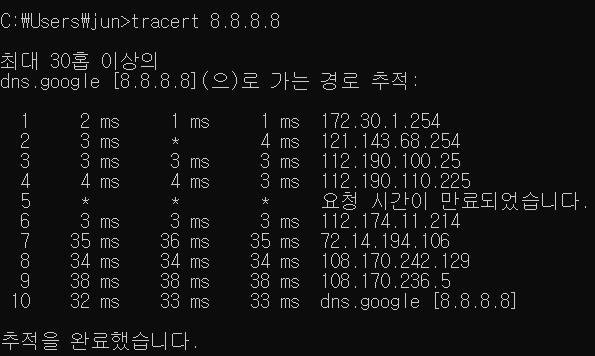 C:\Users\jun>tracert 8.8.8.8
최대 30홉 이상의
dns.google [8.8.8.8](으)로 가는 경로 추적:
1 2 ms 1 ms 1 ms 172.30.1.254
2 3 ms * 4 ms 121.143.68.254
3 3 ms 3 ms 3 ms 112.190.100.25
4 4 ms 4 ms 3 ms 112.190.110.225
5 * * * 요청 시간이 만료되었습니다.
6 3 ms 3 ms 3 ms 112.174.11.214
7 35 ms 36 ms 35 ms 72.14.194.106
8 34 ms 34 ms 34 ms 108.170.242.129
9 38 ms 38 ms 38 ms 108.170.236.5
10 32 ms 33 ms 33 ms dns.google [8.8.8.8]
추적을 완료했습니다.